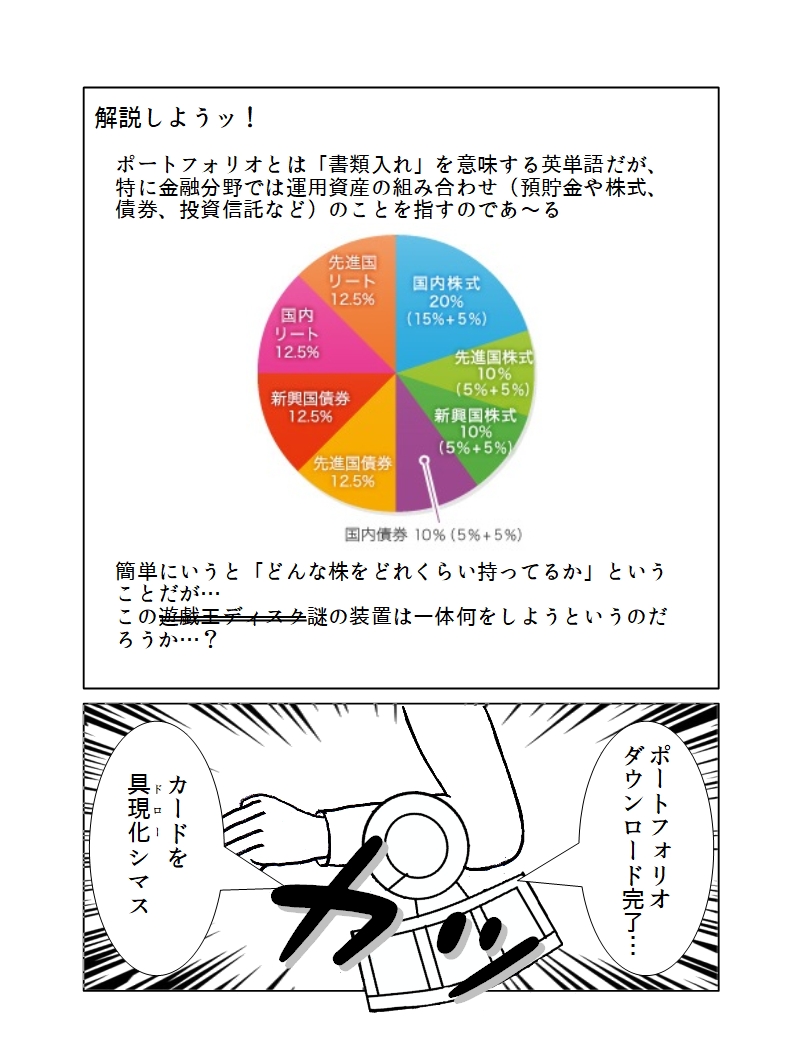 解説しようッ！
ポートフォリオとは「書類入れ」を意味する英単語だが、
特に金融分野では運用資産の組み合わせ（預貯金や株式、
債券、投資信託など）のことを指すのであ～る
先進国
リート
12.5%
国内株式
20%
(15%+5%)
国内
リート
12.5%
先進国株式
10%
(5%+5%)
新興国債券
12.5%
新興国株式
10%
(5%+5%)
先進国債券
12.5%
国内債券 10% (5%+5%)
簡単にいうと「どんな株をどれくらい持ってるか」という
ことだが…
この遊戯王ディスク謎の装置は一体何をしようというのだ
ろうか…？
ポートフォリオ
ダウンロード完了…
カードを
具現化シマス
ドロー
カッ